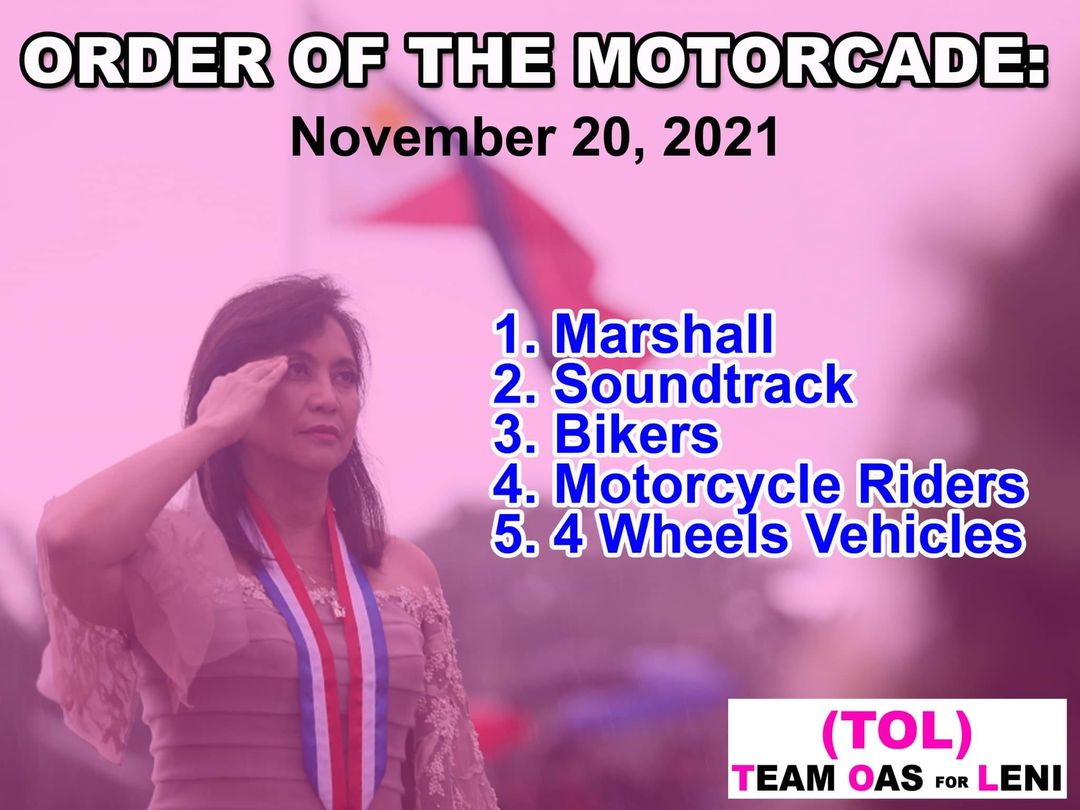 ORDER OF THE MOTORCADE:
November 20, 2021
1. Marshall
2. Soundtrack
3. Bikers
4. Motorcycle Riders
5. 4 Wheels Vehicles
(TOL)
TEAM OAS FOR LENI